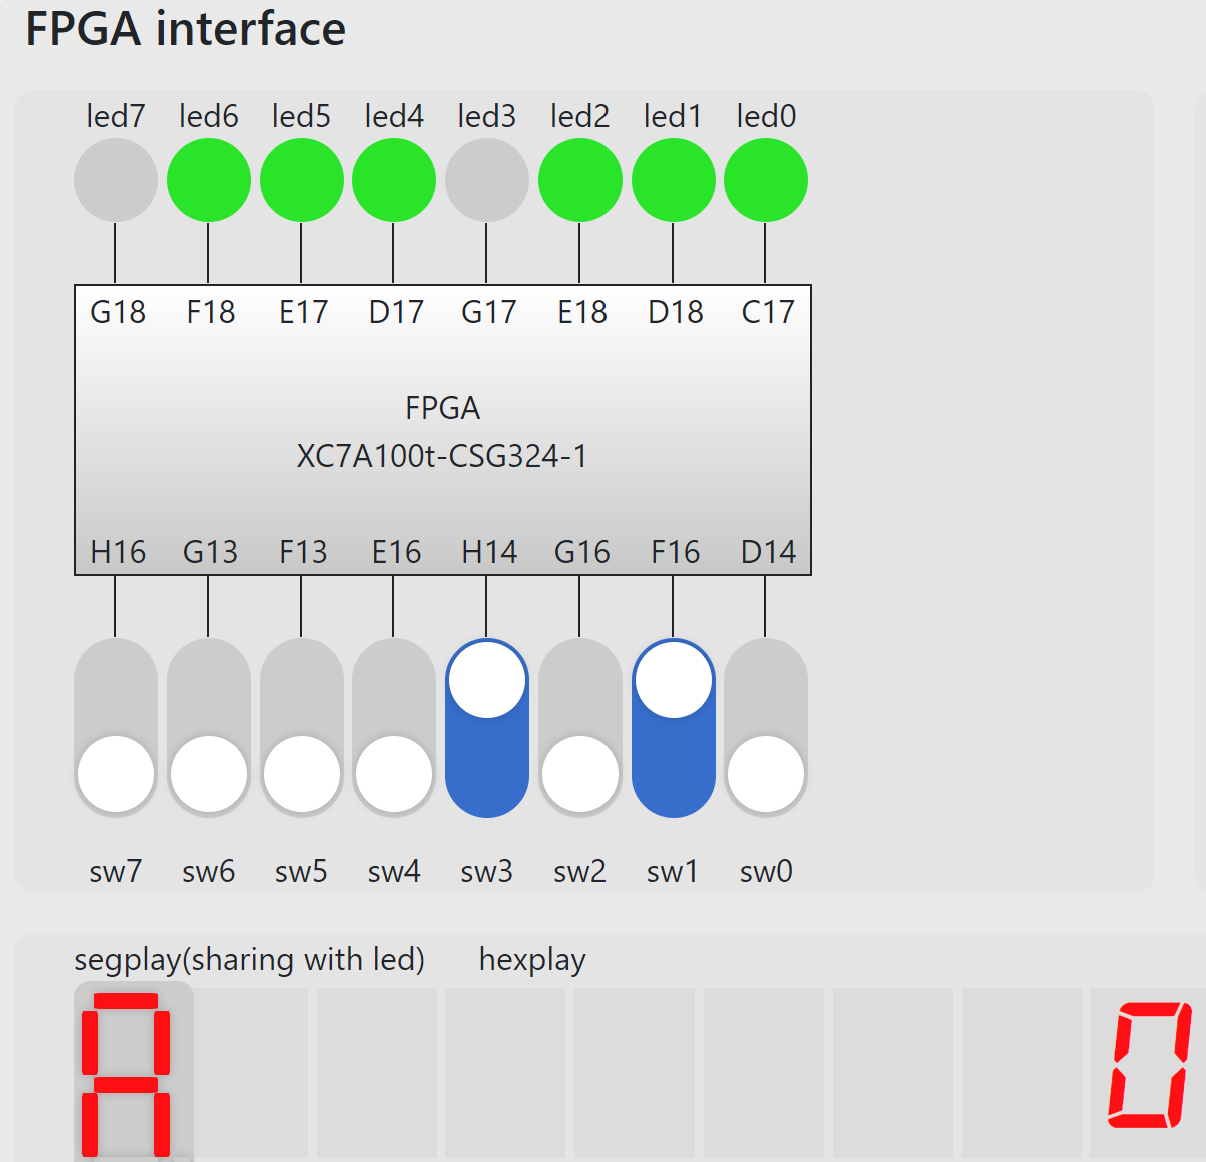 FPGA interface
led7 led6 led5 led4 led3 led2 led1 led0
G18 F18 E17 D17 G17 E18 D18 C17
FPGA
XC7A100t-CSG324-1
H16 G13 F13 E16 H14 G16 F16 D14
sw7 sw6 sw5 sw4 sw3 sw2 sw1 sw0
segplay(sharing with led) hexplay
A 0